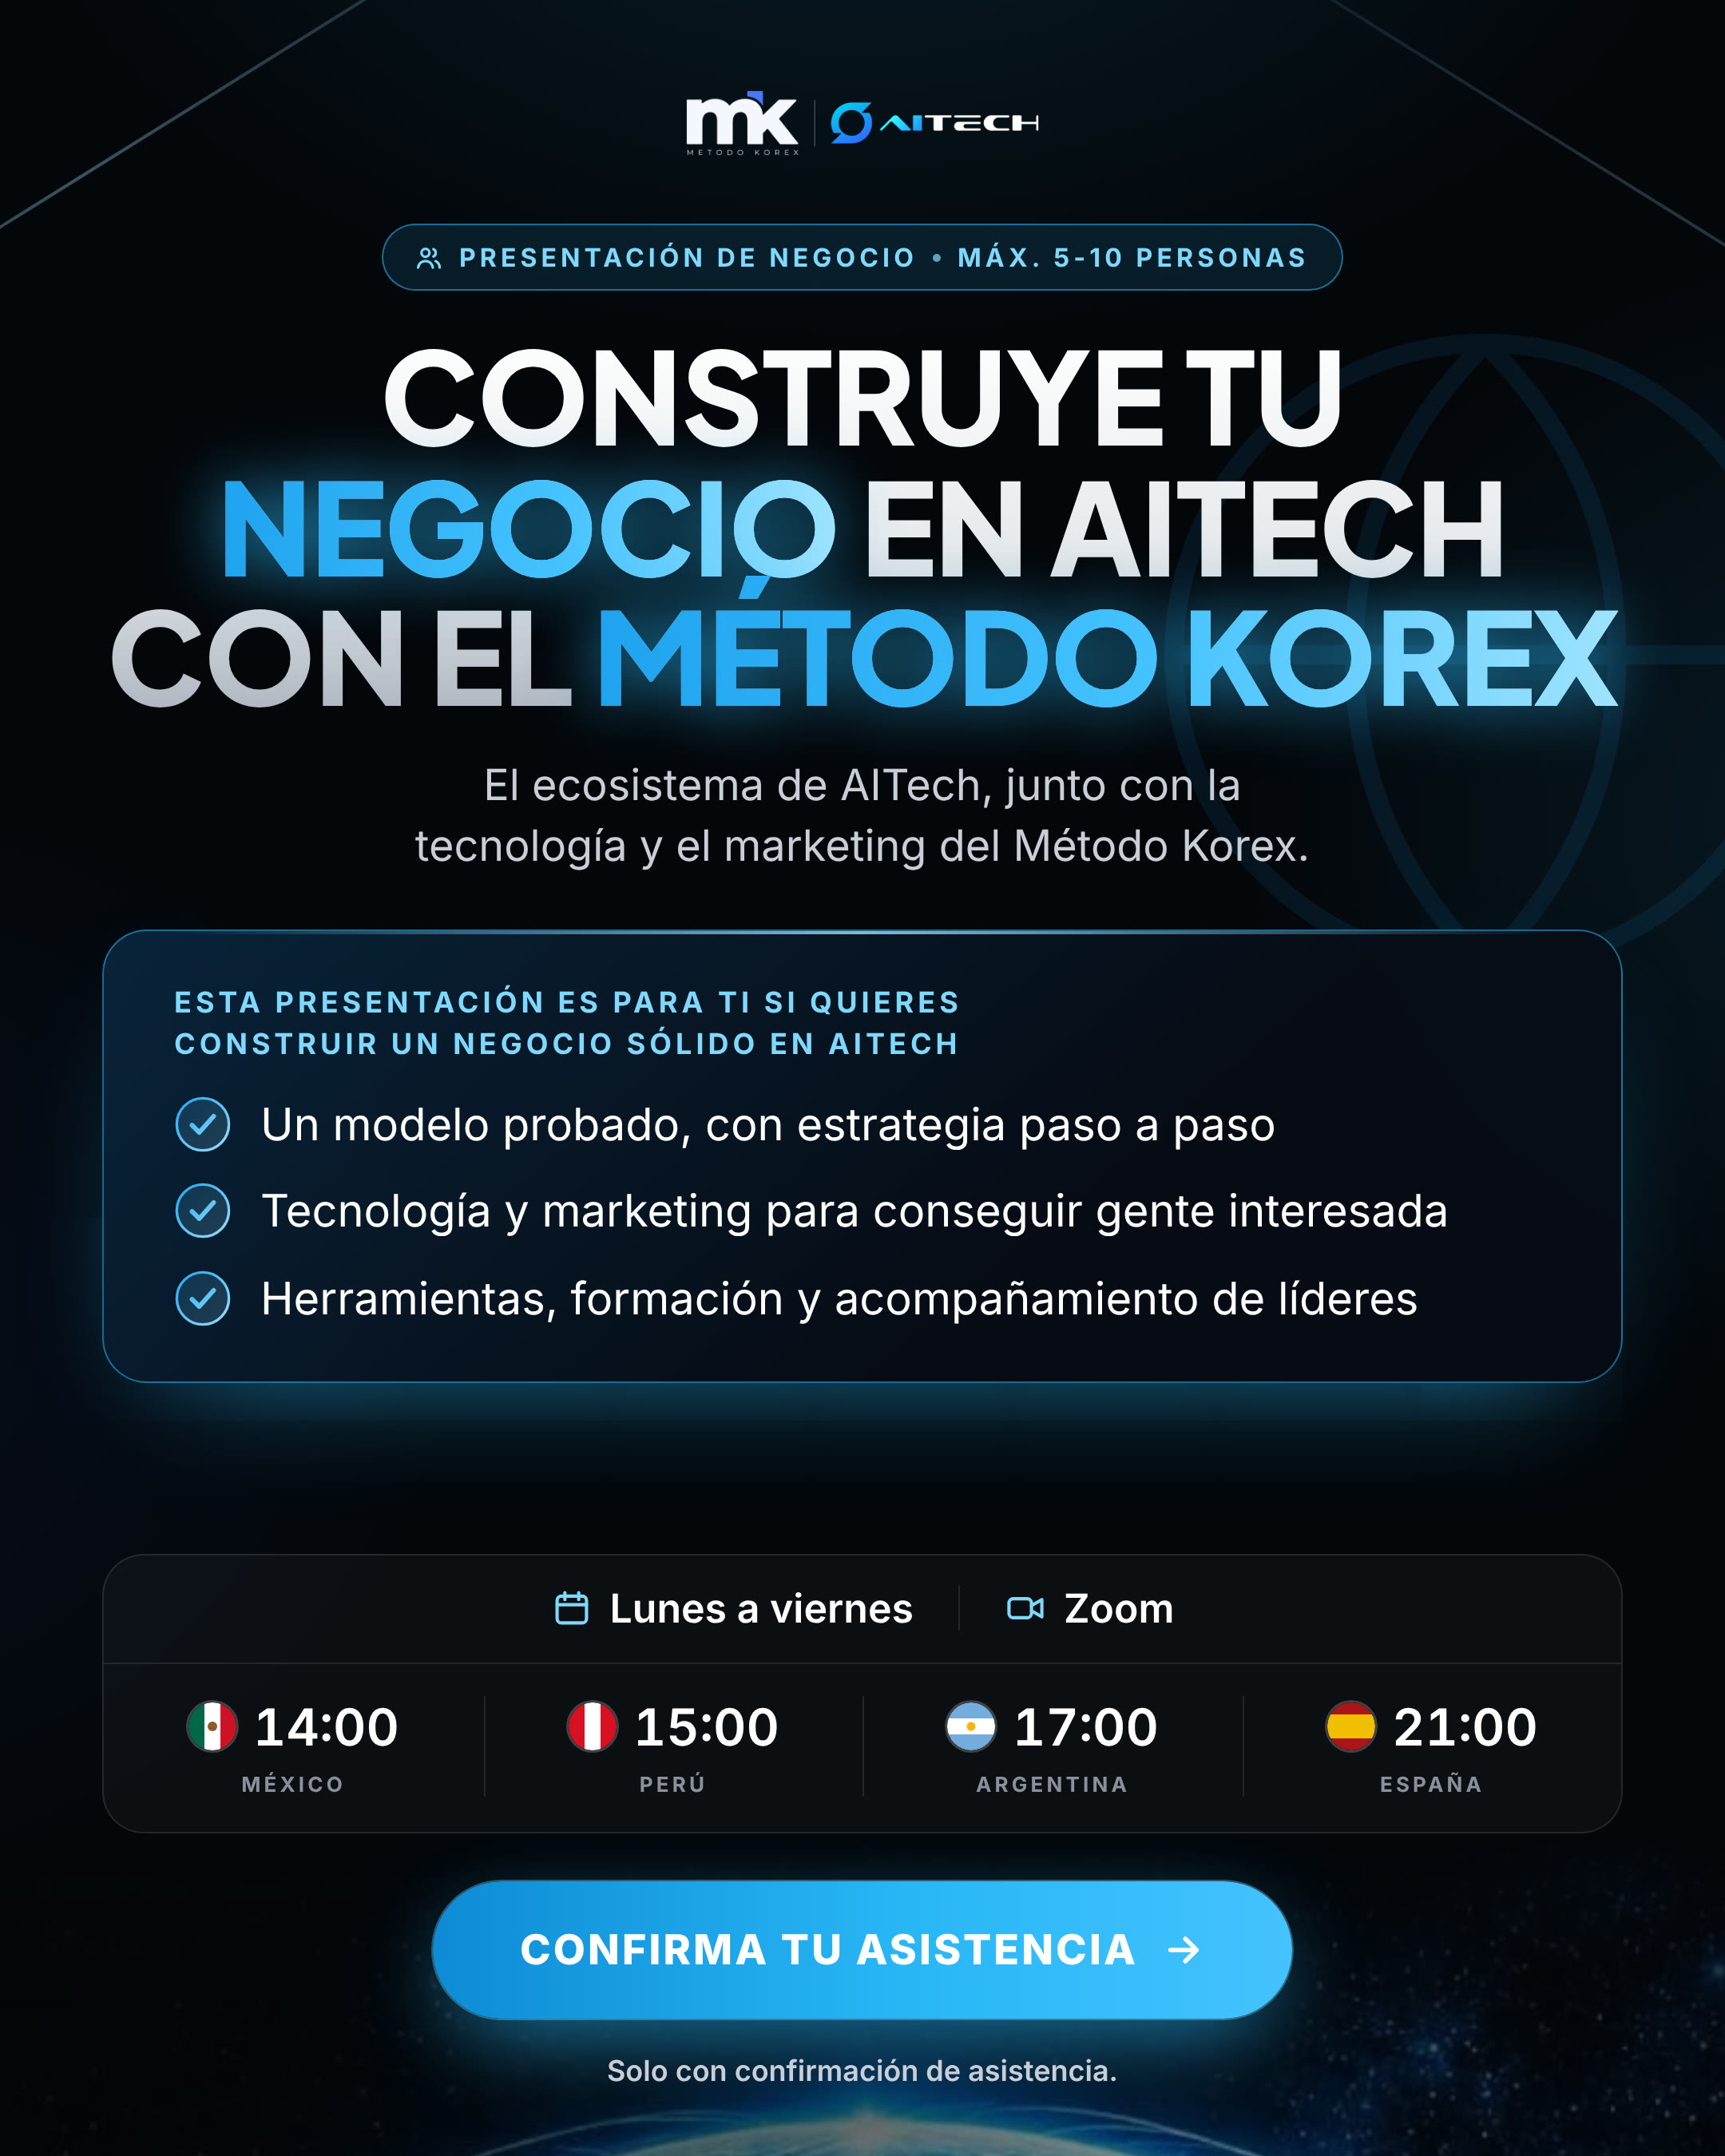 mk
METODO KOREX
AITECH
PRESENTACIÓN DE NEGOCIO • MÁX. 5-10 PERSONAS
CONSTRUYE TU
NEGOCIO EN AITECH
CON EL MÉTODO KOREX
El ecosistema de AITech, junto con la
tecnología y el marketing del Método Korex.
ESTA PRESENTACIÓN ES PARA TI SI QUIERES
CONSTRUIR UN NEGOCIO SÓLIDO EN AITECH
Un modelo probado, con estrategia paso a paso
Tecnología y marketing para conseguir gente interesada
Herramientas, formación y acompañamiento de líderes
Lunes a viernes
Zoom
14:00
MÉXICO
15:00
PERÚ
17:00
ARGENTINA
21:00
ESPAÑA
CONFIRMA TU ASISTENCIA →
Solo con confirmación de asistencia.